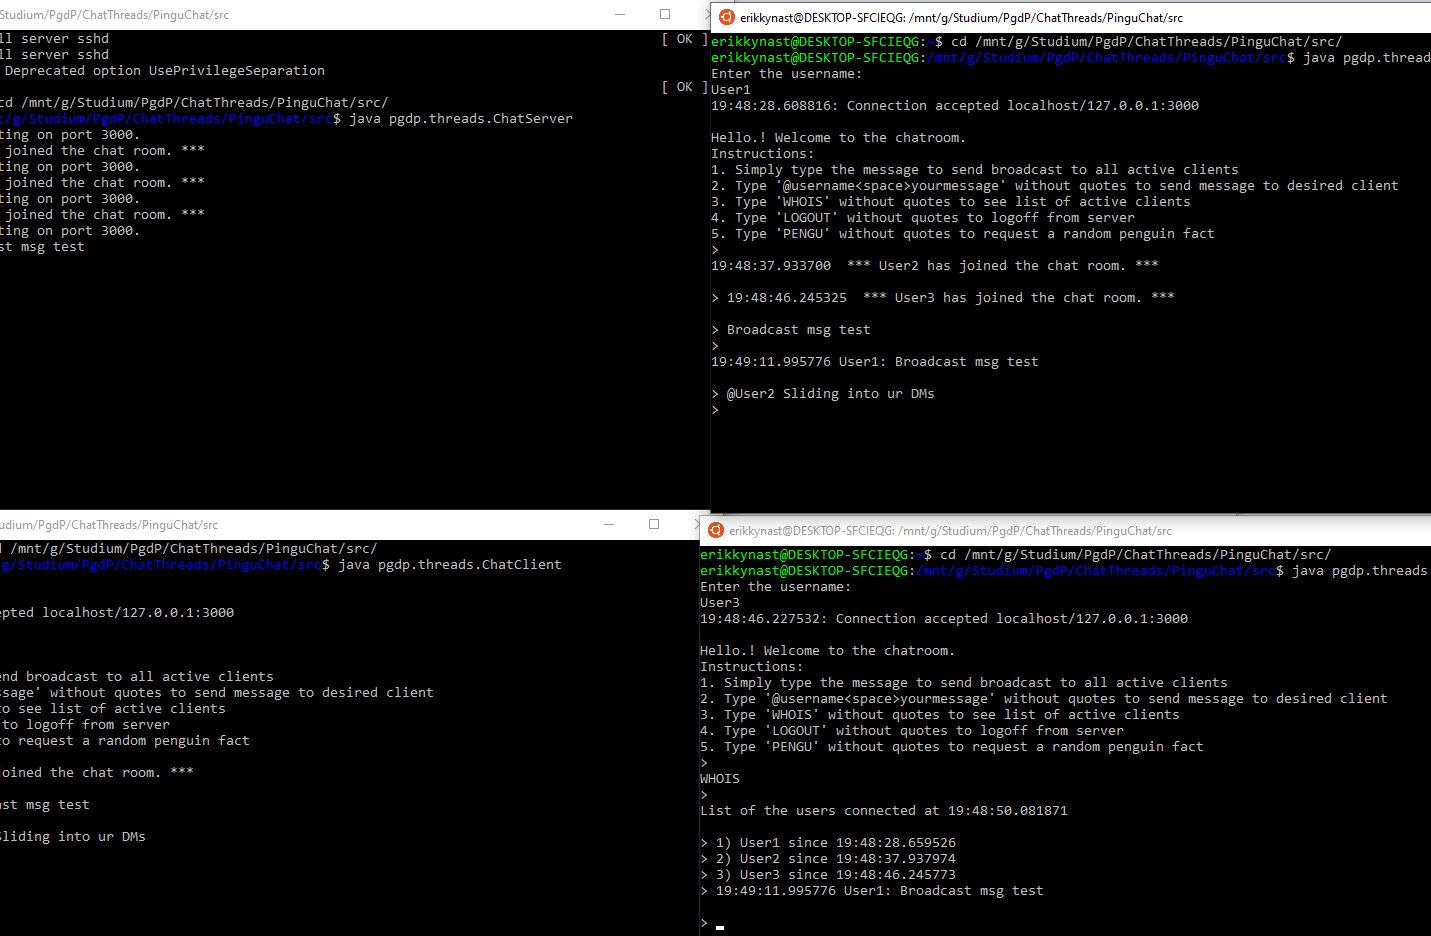 Studium/PgdP/ChatThreads/PinguChat/src
ll server sshd
[ OK ]
ll server sshd
Deprecated option UsePrivilegeSeparation
[ OK ]
cd /mnt/g/Studium/PgdP/ChatThreads/PinguChat/src/
t/g/Studium/PgdP/ChatThreads/PinguChat/src$ java pgdp.threads.ChatServer
ting on port 3000.
joined the chat room. ***
ting on port 3000.
joined the chat room. ***
ting on port 3000.
joined the chat room. ***
ting on port 3000.
st msg test
erikkynast@DESKTOP-SFCIEQG: /mnt/g/Studium/PgdP/ChatThreads/PinguChat/src
erikkynast@DESKTOP-SFCIEQG:~$ cd /mnt/g/Studium/PgdP/ChatThreads/PinguChat/src/
erikkynast@DESKTOP-SFCIEQG:/mnt/g/Studium/PgdP/ChatThreads/PinguChat/src$ java pgdp.thread
Enter the username:
User1
19:48:28.608816: Connection accepted localhost/127.0.0.1:3000
Hello.! Welcome to the chatroom.
Instructions:
1. Simply type the message to send broadcast to all active clients
2. Type '@username<space>yourmessage' without quotes to send message to desired client
3. Type 'WHOIS' without quotes to see list of active clients
4. Type 'LOGOUT' without quotes to logoff from server
5. Type 'PENGU' without quotes to request a random penguin fact
>
19:48:37.933700  *** User2 has joined the chat room. ***
> 19:48:46.245325  *** User3 has joined the chat room. ***
> Broadcast msg test
>
19:49:11.995776 User1: Broadcast msg test
> @User2 Sliding into ur DMs
>
udium/PgdP/ChatThreads/PinguChat/src
d /mnt/g/Studium/PgdP/ChatThreads/PinguChat/src/
g/Studium/PgdP/ChatThreads/PinguChat/src$ java pgdp.threads.ChatClient
epted localhost/127.0.0.1:3000
end broadcast to all active clients
ssage' without quotes to send message to desired client
to see list of active clients
to logoff from server
to request a random penguin fact
joined the chat room. ***
ast msg test
Sliding into ur DMs
erikkynast@DESKTOP-SFCIEQG: /mnt/g/Studium/PgdP/ChatThreads/PinguChat/src
erikkynast@DESKTOP-SFCIEQG:~$ cd /mnt/g/Studium/PgdP/ChatThreads/PinguChat/src/
erikkynast@DESKTOP-SFCIEQG:/mnt/g/Studium/PgdP/ChatThreads/PinguChat/src$ java pgdp.threads
Enter the username:
User3
19:48:46.227532: Connection accepted localhost/127.0.0.1:3000
Hello.! Welcome to the chatroom.
Instructions:
1. Simply type the message to send broadcast to all active clients
2. Type '@username<space>yourmessage' without quotes to send message to desired client
3. Type 'WHOIS' without quotes to see list of active clients
4. Type 'LOGOUT' without quotes to logoff from server
5. Type 'PENGU' without quotes to request a random penguin fact
>
WHOIS
>
List of the users connected at 19:48:50.081871
> 1) User1 since 19:48:28.659526
> 2) User2 since 19:48:37.937974
> 3) User3 since 19:48:46.245773
> 19:49:11.995776 User1: Broadcast msg test
>